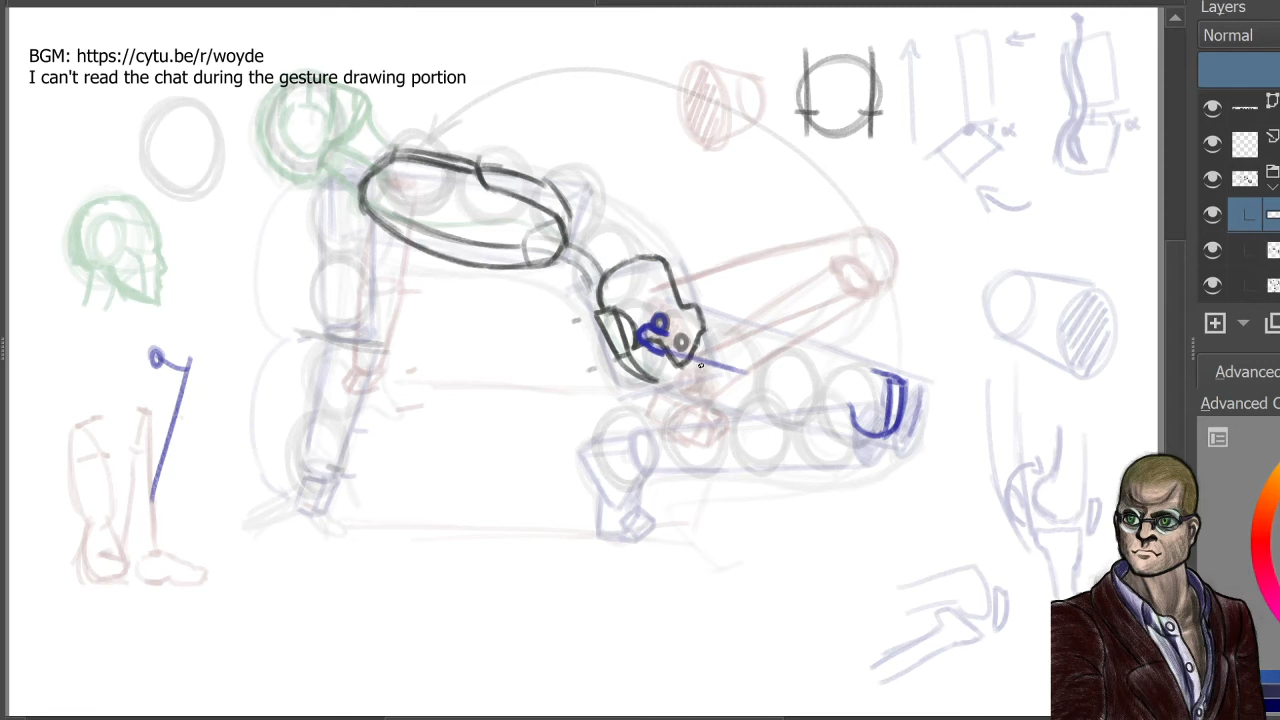 Layers
Normal
BGM: https://cytu.be/r/woyde
I can't read the chat during the gesture drawing portion
Advanced
Advanced